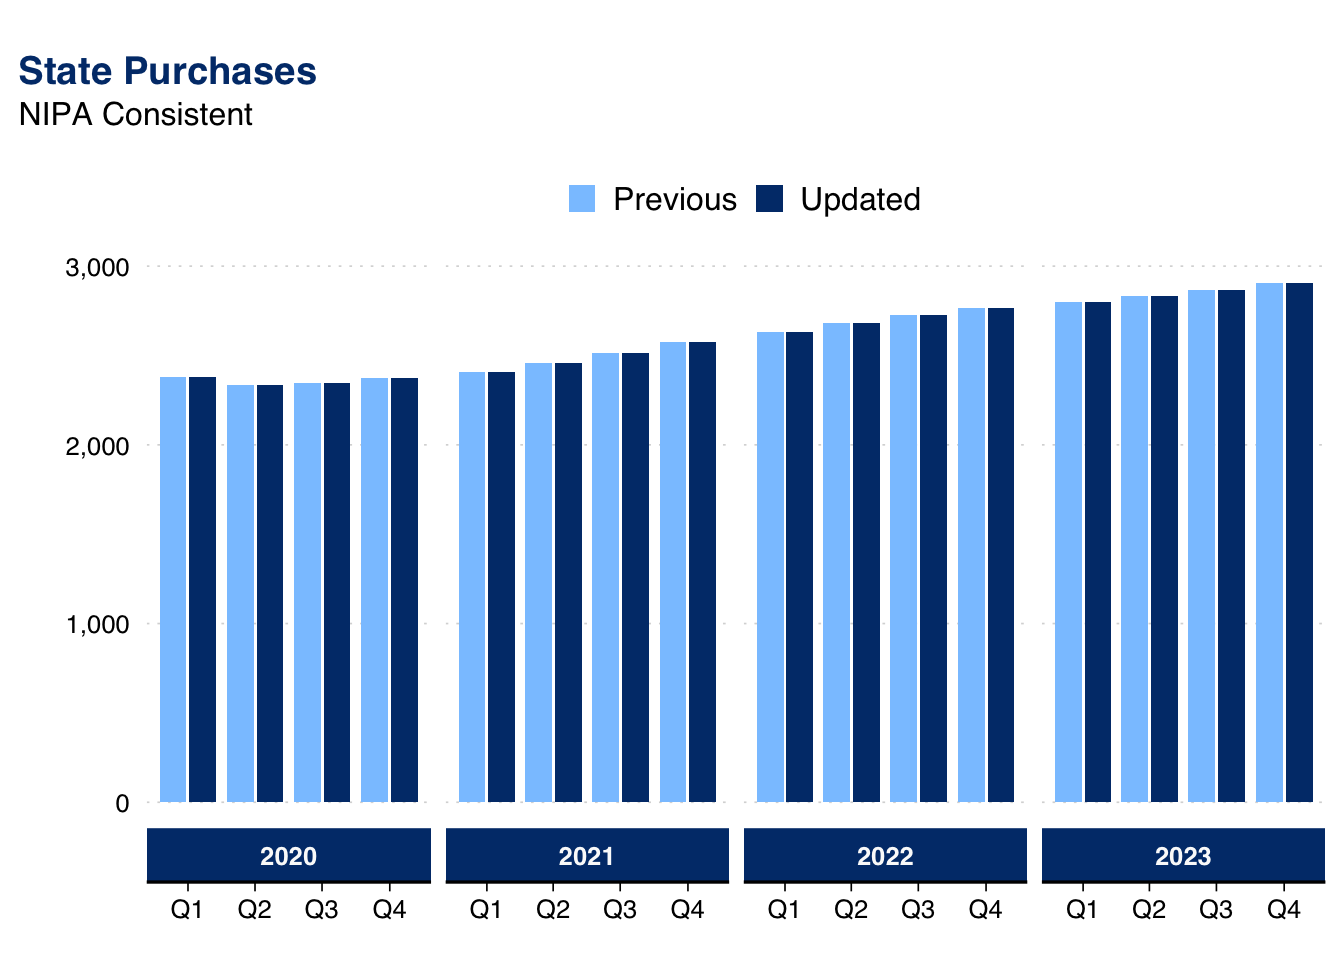 State Purchases
NIPA Consistent
Previous Updated
3,000
2,000
1,000
0
2020 2021 2022 2023
Q1 Q2 Q3 Q4 Q1 Q2 Q3 Q4 Q1 Q2 Q3 Q4 Q1 Q2 Q3 Q4